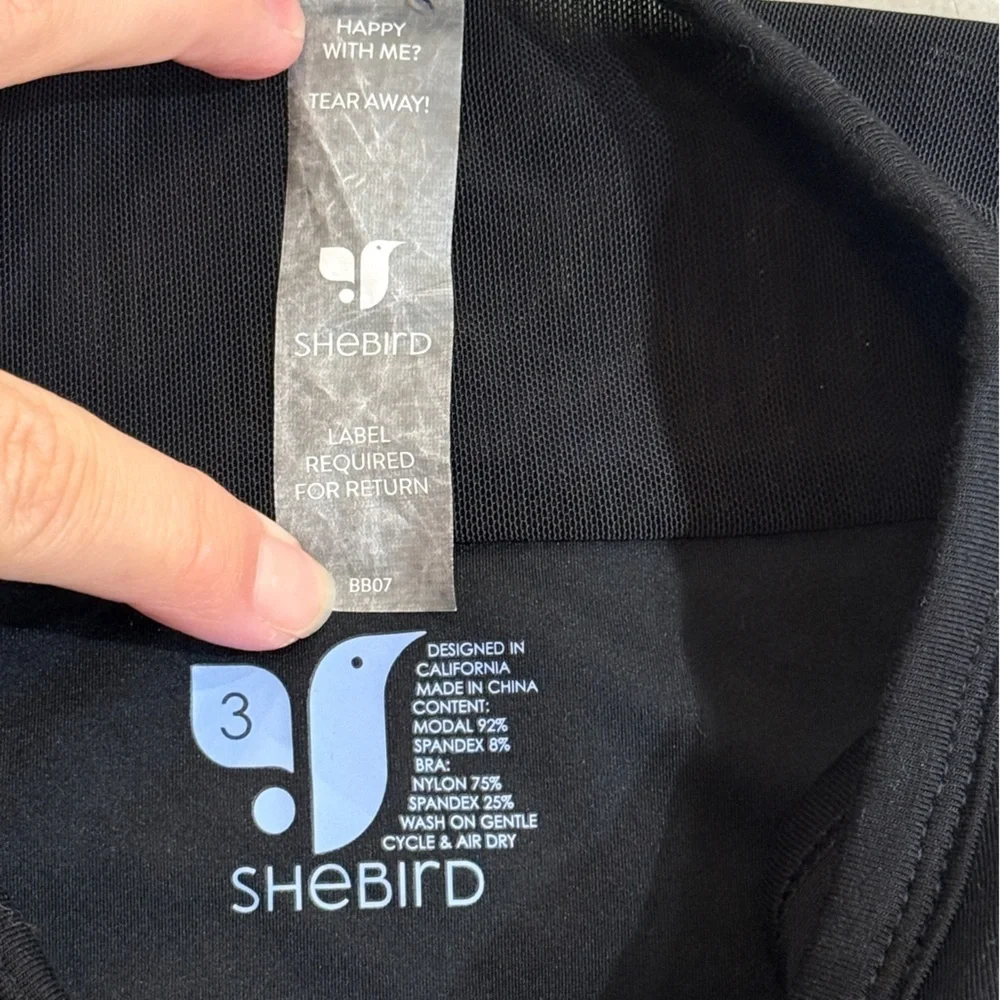 HAPPY
WITH ME?
TEAR AWAY!
SHEBIRD
LABEL
REQUIRED
FOR RETURN
BB07
3
DESIGNED IN
CALIFORNIA
MADE IN CHINA
CONTENT:
MODAL 92%
SPANDEX 8%
BRA:
NYLON 75%
SPANDEX 25%
WASH ON GENTLE
CYCLE & AIR DRY
SHEBIRD